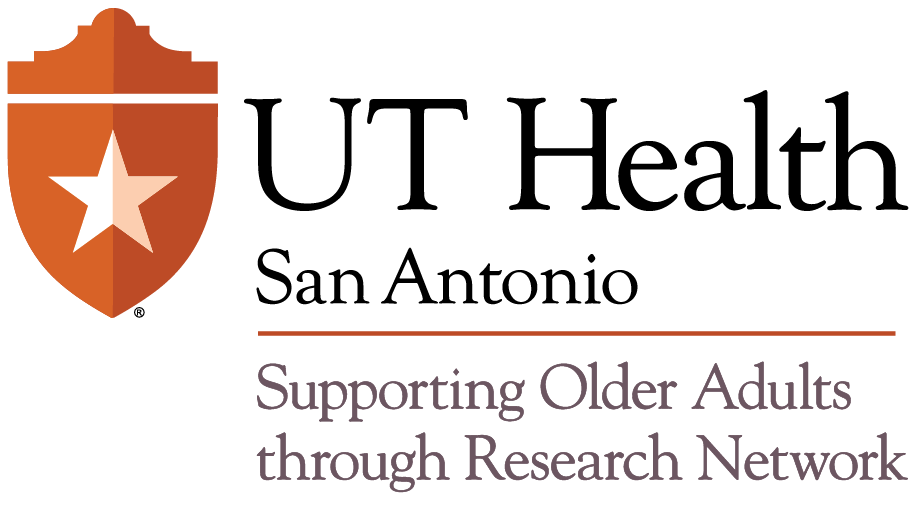 UT Health
San Antonio
®
Supporting Older Adults
through Research Network